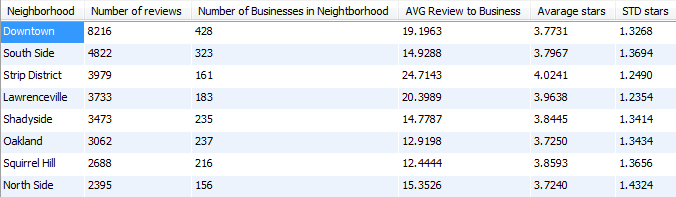 Neighborhood Number of reviews Number of Businesses in Neightborhood AVG Review to Business Avarage stars STD stars
Downtown 8216 428 19.1963 3.7731 1.3268
South Side 4822 323 14.9288 3.7967 1.3694
Strip District 3979 161 24.7143 4.0241 1.2490
Lawrenceville 3733 183 20.3989 3.9638 1.2354
Shadyside 3473 235 14.7787 3.8445 1.3414
Oakland 3062 237 12.9198 3.7250 1.3434
Squirrel Hill 2688 216 12.4444 3.8593 1.3656
North Side 2395 156 15.3526 3.7240 1.4324